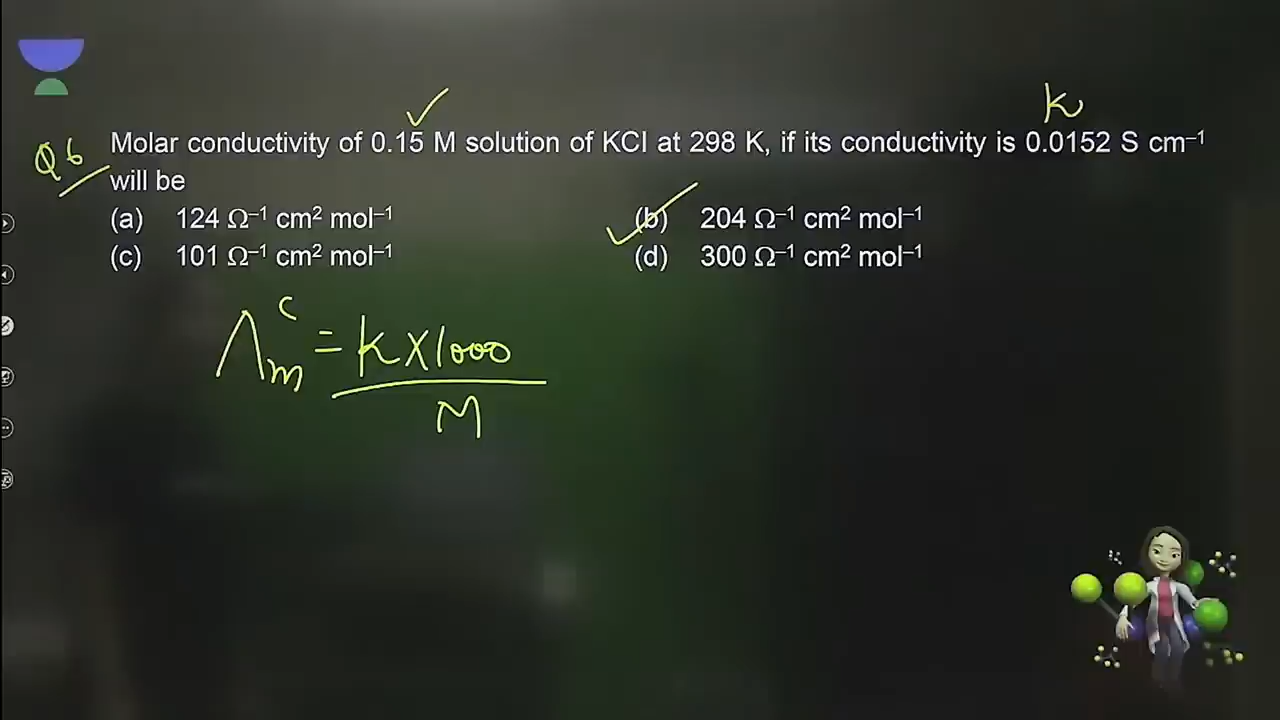 K
Q6 Molar conductivity of 0.15 M solution of KCl at 298 K, if its conductivity is 0.0152 S cm⁻¹
will be
(a) 124 Ω⁻¹ cm² mol⁻¹ (b) 204 Ω⁻¹ cm² mol⁻¹
(c) 101 Ω⁻¹ cm² mol⁻¹ (d) 300 Ω⁻¹ cm² mol⁻¹
Λₘᶜ = K X 1000
M